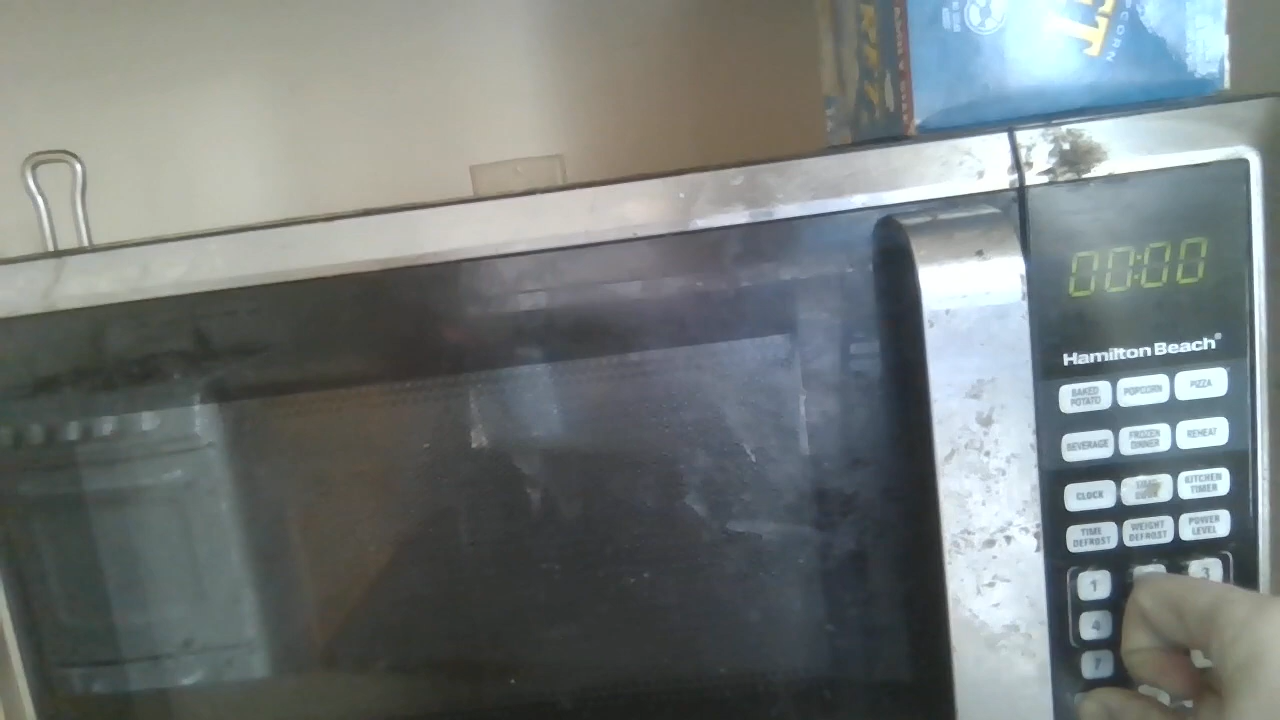 CORN
00:00
Hamilton Beach®
BAKED POTATO
POPCORN
PIZZA
BEVERAGE
FROZEN DINNER
REHEAT
CLOCK
KITCHEN TIMER
TIME DEFROST
WEIGHT DEFROST
POWER LEVEL
1
3
4
7